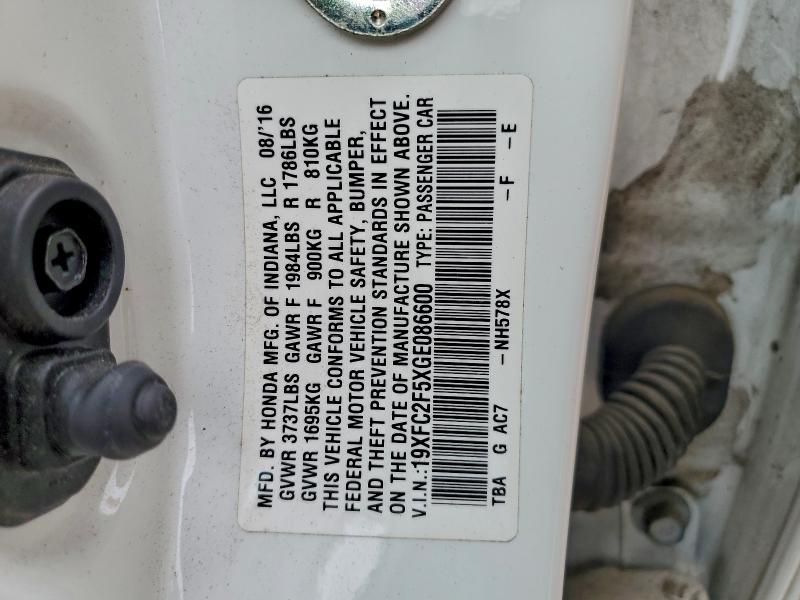 MFD. BY HONDA MFG. OF INDIANA, LLC 08/'16
GVWR 3737LBS GAWR F 1984LBS R 1786LBS
GVWR 1695KG GAWR F 900KG R 810KG
THIS VEHICLE CONFORMS TO ALL APPLICABLE
FEDERAL MOTOR VEHICLE SAFETY, BUMPER,
AND THEFT PREVENTION STANDARDS IN EFFECT
ON THE DATE OF MANUFACTURE SHOWN ABOVE.
V.I.N.:19XFC2F5XGE086600 TYPE: PASSENGER CAR
TBA G AC7 -NH578X -F -E